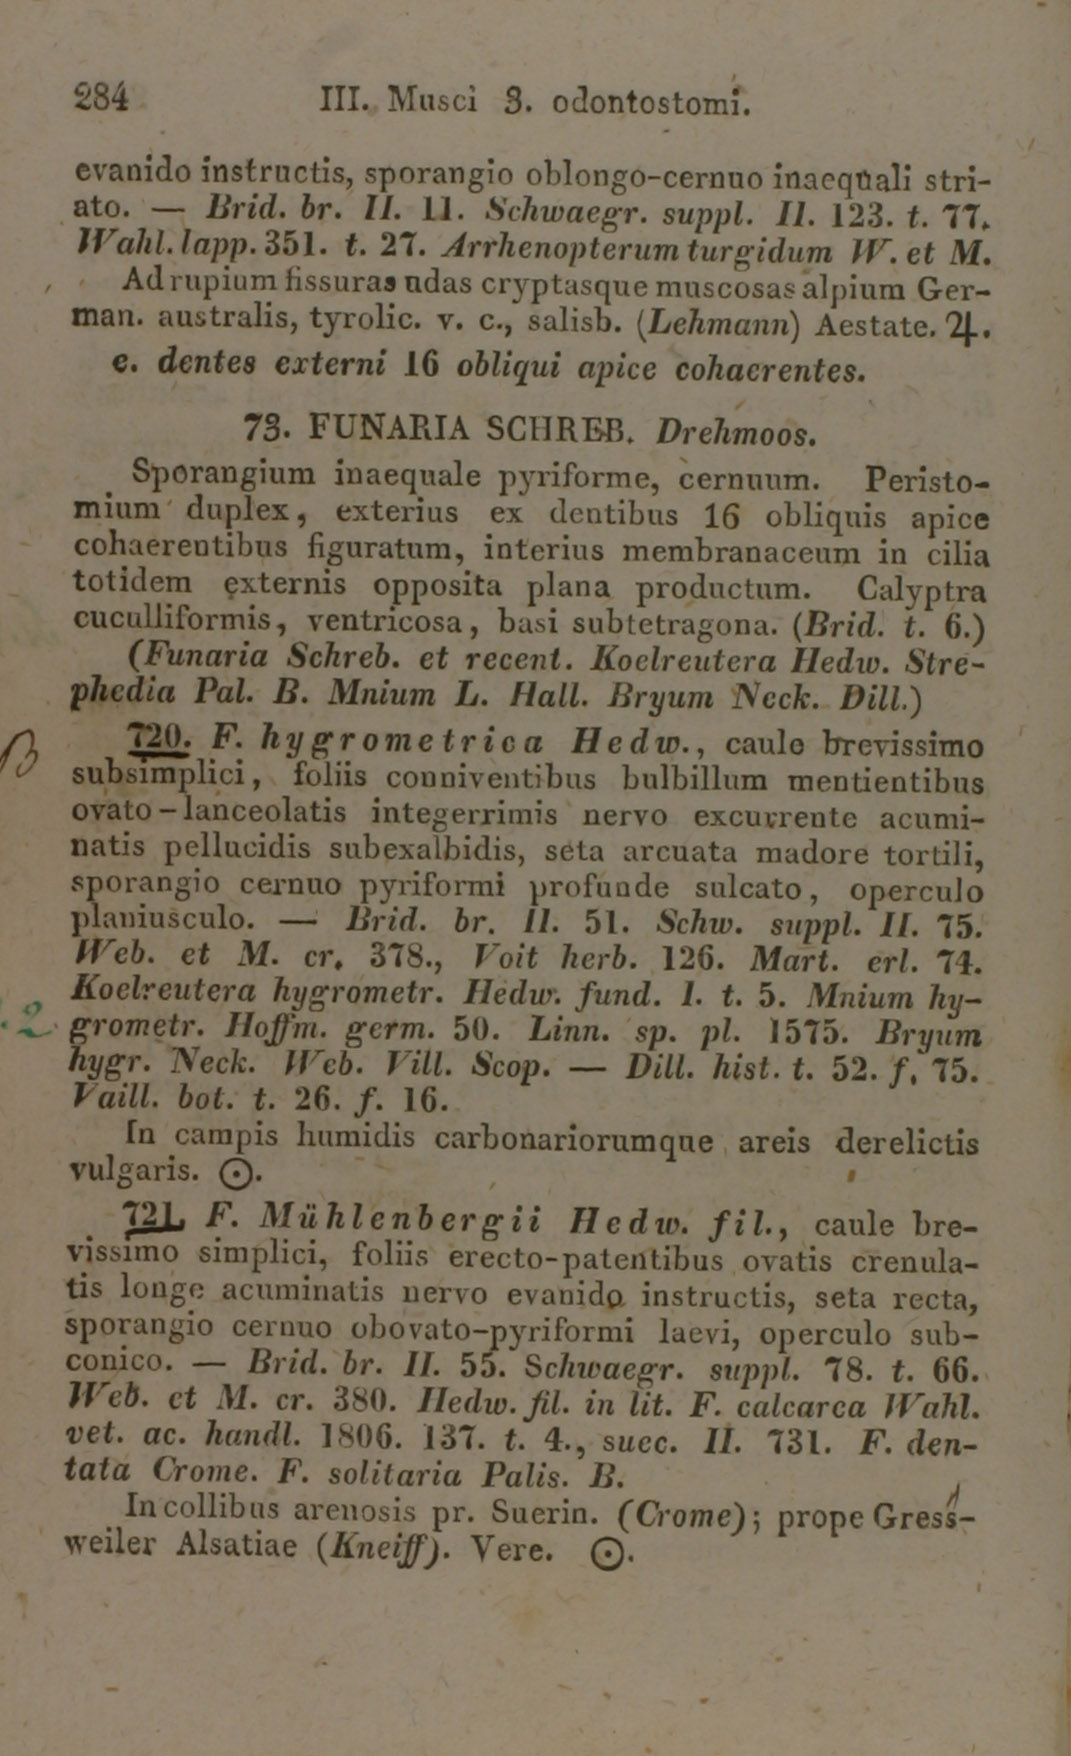 284 III. Musci 3. odontostomi.
evanido instructis, sporangio oblongo-cernuo inaequali stri-
ato. — Brid. br. II. 11. Schwaegr. suppl. II. 123. t. 77.
Wahl. lapp. 351. t. 27. Arrhenopterum turgidum W. et M.
Ad rupium fissuras udas cryptasque muscosas alpium Ger-
man. australis, tyrolic. v. c., salisb. (Lehmann) Aestate. ♃.
e. dentes externi 16 obliqui apice cohaerentes.
73. FUNARIA SCHREB. Drehmoos.
Sporangium inaequale pyriforme, cernuum. Peristo-
mium duplex, exterius ex dentibus 16 obliquis apice
cohaerentibus figuratum, interius membranaceum in cilia
totidem externis opposita plana productum. Calyptra
cuculliformis, ventricosa, basi subtetragona. (Brid. t. 6.)
(Funaria Schreb. et recent. Koelreutera Hedw. Stre-
phedia Pal. B. Mnium L. Hall. Bryum Neck. Dill.)
B 720. F. hygrometrica Hedw., caule brevissimo
subsimplici, foliis conniventibus bulbillum mentientibus
ovato-lanceolatis integerrimis nervo excurrente acumi-
natis pellucidis subexalbidis, seta arcuata madore tortili,
sporangio cernuo pyriformi profunde sulcato, operculo
planiusculo. — Brid. br. II. 51. Schw. suppl. II. 75.
Web. et M. cr. 378., Voit herb. 126. Mart. erl. 74.
Koelreutera hygrometr. Hedw. fund. I. t. 5. Mnium hy-
2 grometr. Hoffm. germ. 50. Linn. sp. pl. 1575. Bryum
hygr. Neck. Web. Vill. Scop. — Dill. hist. t. 52. f. 75.
Vaill. bot. t. 26. f. 16.
In campis humidis carbonariorumque areis derelictis
vulgaris. ⊙.
721. F. Mühlenbergii Hedw. fil., caule bre-
vissimo simplici, foliis erecto-patentibus ovatis crenula-
tis longe acuminatis nervo evanido instructis, seta recta,
sporangio cernuo obovato-pyriformi laevi, operculo sub-
conico. — Brid. br. II. 55. Schwaegr. suppl. 78. t. 66.
Web. et M. cr. 380. Hedw. fil. in lit. F. calcarea Wahl.
vet. ac. handl. 1806. 137. t. 4., suec. II. 731. F. den-
tata Crome. F. solitaria Palis. B.
In collibus arenosis pr. Suerin. (Crome); prope Gress-
weiler Alsatiae (Kneiff). Vere. ⊙.